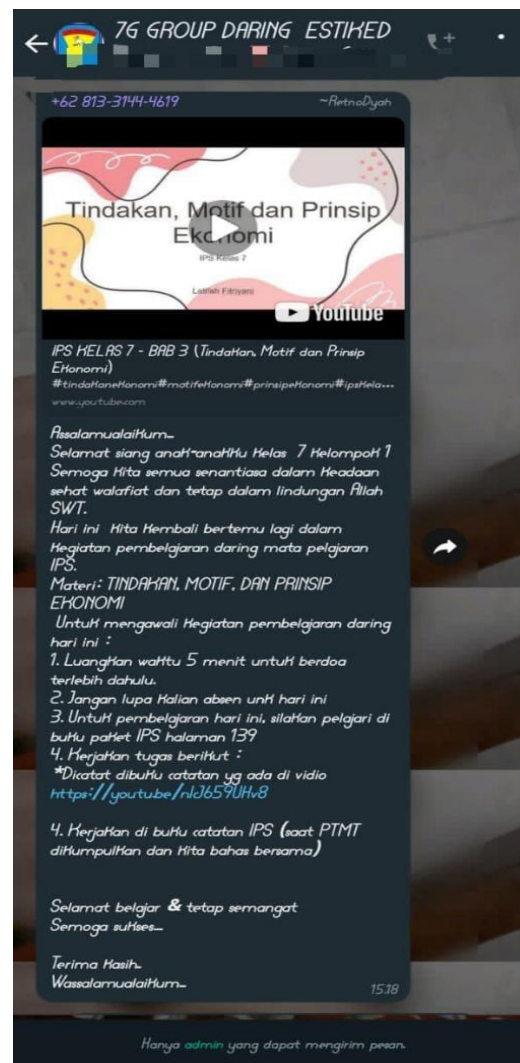 7G GROUP DARING ESTIKED
+62 813-3144-4619
~RetnoDyah
Tindakan, Motif dan Prinsip
Ekonomi
IPS Kelas 7
Latifah Fitriyani
YouTube
IPS KELAS 7 - BAB 3 (Tindakan, Motif dan Prinsip
Ekonomi)
#tindakanekonomi#motifekonomi#prinsipekonomi#ipskela...
www.youtube.com
Assalamualaikum...
Selamat siang anak-anakku kelas 7 kelompok 1
Semoga kita semua senantiasa dalam keadaan
sehat walafiat dan tetap dalam lindungan Allah
SWT.
Hari ini kita kembali bertemu lagi dalam
kegiatan pembelajaran daring mata pelajaran
IPS.
Materi: TINDAKAN, MOTIF, DAN PRINSIP
EKONOMI
Untuk mengawali kegiatan pembelajaran daring
hari ini :
1. Luangkan waktu 5 menit untuk berdoa
terlebih dahulu.
2. Jangan lupa kalian absen unk hari ini
3. Untuk pembelajaran hari ini, silakan pelajari di
buku paket IPS halaman 139
4. Kerjakan tugas berikut :
*Dicatat dibuku catatan yg ada di vidio
4. Kerjakan di buku catatan IPS (saat PTMT
dikumpulkan dan kita bahas bersama)
Selamat belajar & tetap semangat
Semoga sukses...
Terima kasih.
Wassalamualaikum...
15.18
Hanya admin yang dapat mengirim pesan.